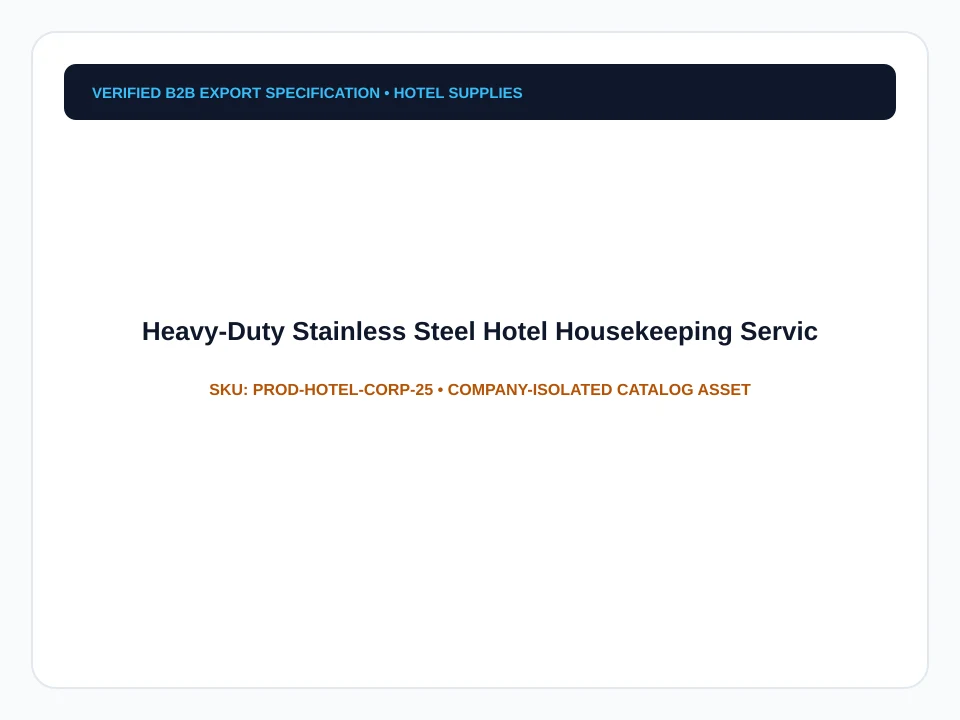 VERIFIED B2B EXPORT SPECIFICATION • HOTEL SUPPLIES
Heavy-Duty Stainless Steel Hotel Housekeeping Servic
SKU: PROD-HOTEL-CORP-25 • COMPANY-ISOLATED CATALOG ASSET